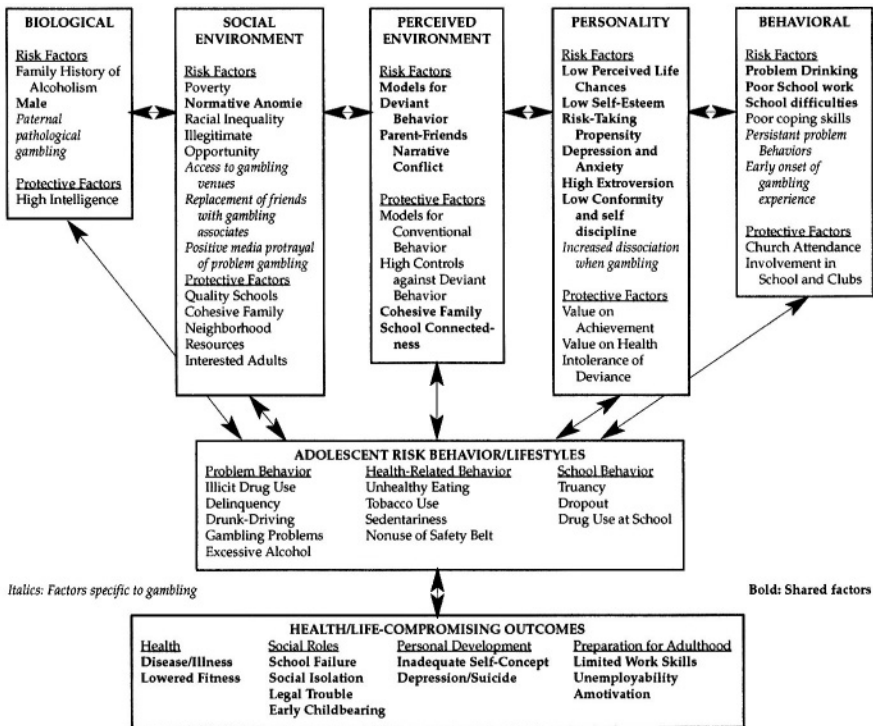 BIOLOGICAL
Risk Factors
Family History of
Alcoholism
Male
Paternal
pathological
gambling
Protective Factors
High Intelligence
SOCIAL
ENVIRONMENT
Risk Factors
Poverty
Normative Anomie
Racial Inequality
Illegitimate
Opportunity
Access to gambling
venues
Replacement of friends
with gambling
associates
Positive media protrayal
of problem gambling
Protective Factors
Quality Schools
Cohesive Family
Neighborhood
Resources
Interested Adults
PERCEIVED
ENVIRONMENT
Risk Factors
Models for
Deviant
Behavior
Parent-Friends
Narrative
Conflict
Protective Factors
Models for
Conventional
Behavior
High Controls
against Deviant
Behavior
Cohesive Family
School Connected-
ness
PERSONALITY
Risk Factors
Low Perceived Life
Chances
Low Self-Esteem
Risk-Taking
Propensity
Depression and
Anxiety
High Extroversion
Low Conformity
and self
discipline
Increased dissociation
when gambling
Protective Factors
Value on
Achievement
Value on Health
Intolerance of
Deviance
BEHAVIORAL
Risk Factors
Problem Drinking
Poor School work
School difficulties
Poor coping skills
Persistant problem
Behaviors
Early onset of
gambling
experience
Protective Factors
Church Attendance
Involvement in
School and Clubs
ADOLESCENT RISK BEHAVIOR/LIFESTYLES
Problem Behavior
Illicit Drug Use
Delinquency
Drunk-Driving
Gambling Problems
Excessive Alcohol
Health-Related Behavior
Unhealthy Eating
Tobacco Use
Sedentariness
Nonuse of Safety Belt
School Behavior
Truancy
Dropout
Drug Use at School
Italics: Factors specific to gambling
Bold: Shared factors
HEALTH/LIFE-COMPROMISING OUTCOMES
Health
Disease/Illness
Lowered Fitness
Social Roles
School Failure
Social Isolation
Legal Trouble
Early Childbearing
Personal Development
Inadequate Self-Concept
Depression/Suicide
Preparation for Adulthood
Limited Work Skills
Unemployability
Amotivation